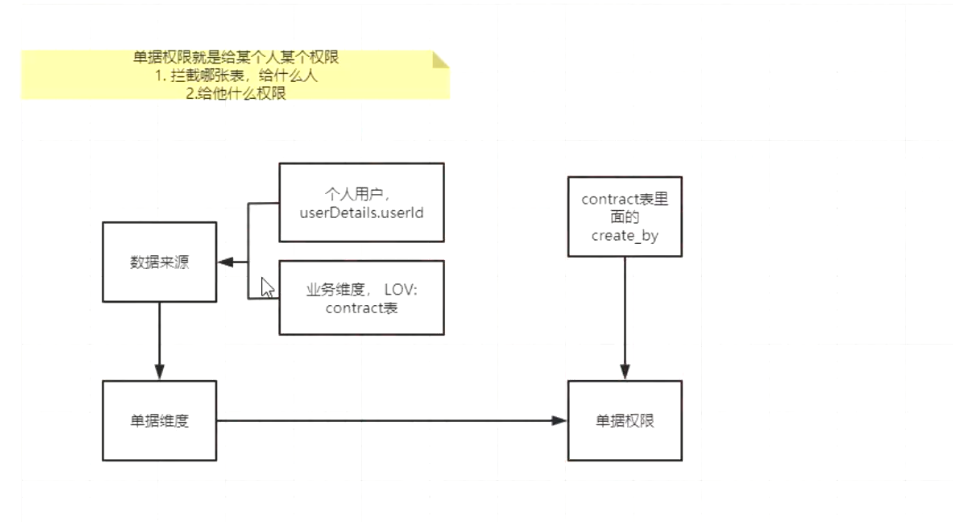 单据权限就是给某个人某个权限
1. 拦截哪张表，给什么人
2.给他什么权限
个人用户，
userDetails.userId
contract表里
面的
create_by
数据来源
业务维度， LOV:
contract表
单据维度
单据权限